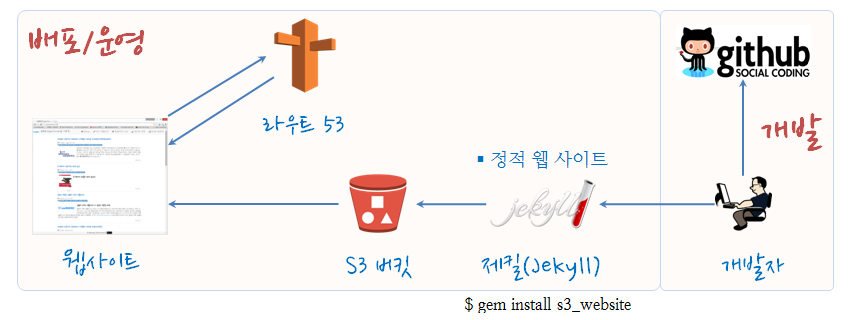 배포/운영
github
SOCIAL CODING
라우트 53
개발
▪ 정적 웹 사이트
jekyll
웹사이트
S3 버킷
제킬(Jekyll)
개발자
$ gem install s3_website